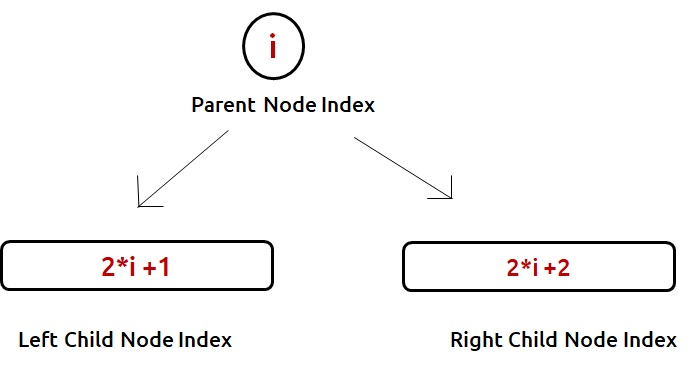 i
Parent Node Index
2*i +1
2*i +2
Left Child Node Index
Right Child Node Index